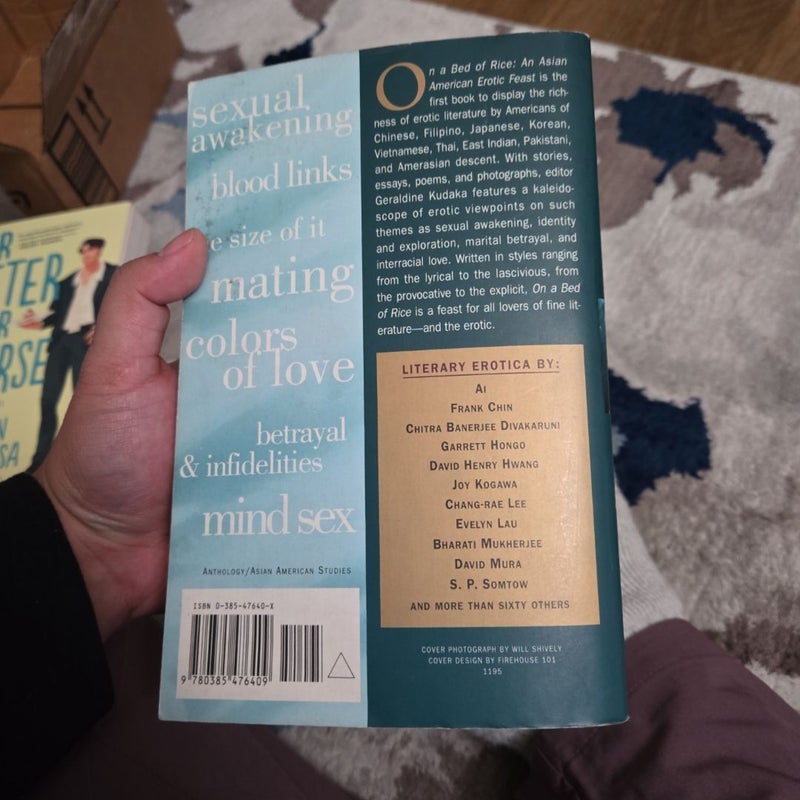 sexual
awakening
blood links
e size of it
mating
colors
of love
betrayal
& infidelities
mind sex
Anthology/Asian American Studies
ISBN 0-385-47640-X
9 780385 476409
On a Bed of Rice: An Asian
American Erotic Feast is the
first book to display the rich-
ness of erotic literature by Americans of
Chinese, Filipino, Japanese, Korean,
Vietnamese, Thai, East Indian, Pakistani,
and Amerasian descent. With stories,
essays, poems, and photographs, editor
Geraldine Kudaka features a kaleido-
scope of erotic viewpoints on such
themes as sexual awakening, identity
and exploration, marital betrayal, and
interracial love. Written in styles ranging
from the lyrical to the lascivious, from
the provocative to the explicit, On a Bed
of Rice is a feast for all lovers of fine lit-
erature—and the erotic.
LITERARY EROTICA BY:
Ai
Frank Chin
Chitra Banerjee Divakaruni
Garrett Hongo
David Henry Hwang
Joy Kogawa
Chang-rae Lee
Evelyn Lau
Bharati Mukherjee
David Mura
S. P. Somtow
AND MORE THAN SIXTY OTHERS
COVER PHOTOGRAPH BY WILL SHIVELY
COVER DESIGN BY FIREHOUSE 101
1195
R
TER
R
RSE
N
SA